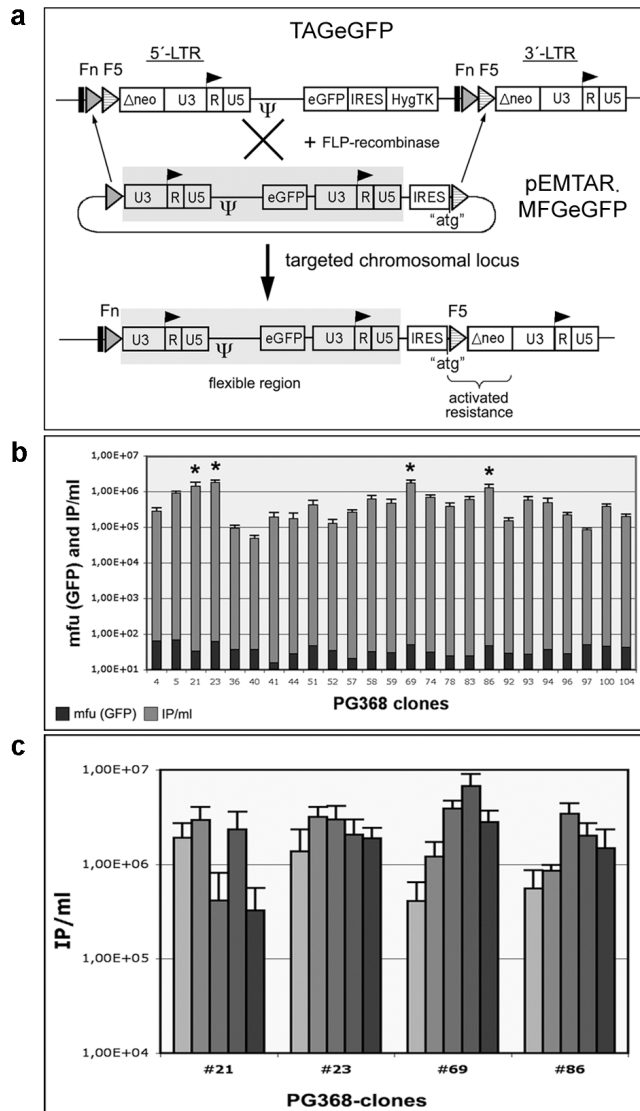 a
TAGeGFP
5´-LTR
3´-LTR
Fn F5
Fn F5
Δneo U3 R U5 Ψ eGFP IRES HygTK Δneo U3 R U5
+ FLP-recombinase
U3 R U5 Ψ eGFP U3 R U5 IRES "atg"
pEMTAR.
MFGeGFP
targeted chromosomal locus
Fn
F5
U3 R U5 Ψ eGFP U3 R U5 IRES "atg" Δneo U3 R U5
flexible region
activated
resistance
b
mfu (GFP) and IP/ml
1,00E+07
1,00E+06
1,00E+05
1,00E+04
1,00E+03
1,00E+02
1,00E+01
* * * *
4 5 21 23 36 40 41 44 51 52 57 58 59 69 74 78 83 86 92 93 94 96 97 100 104
PG368 clones
mfu (GFP) IP/ml
c
IP/ml
1,00E+07
1,00E+06
1,00E+05
1,00E+04
#21 #23 #69 #86
PG368-clones